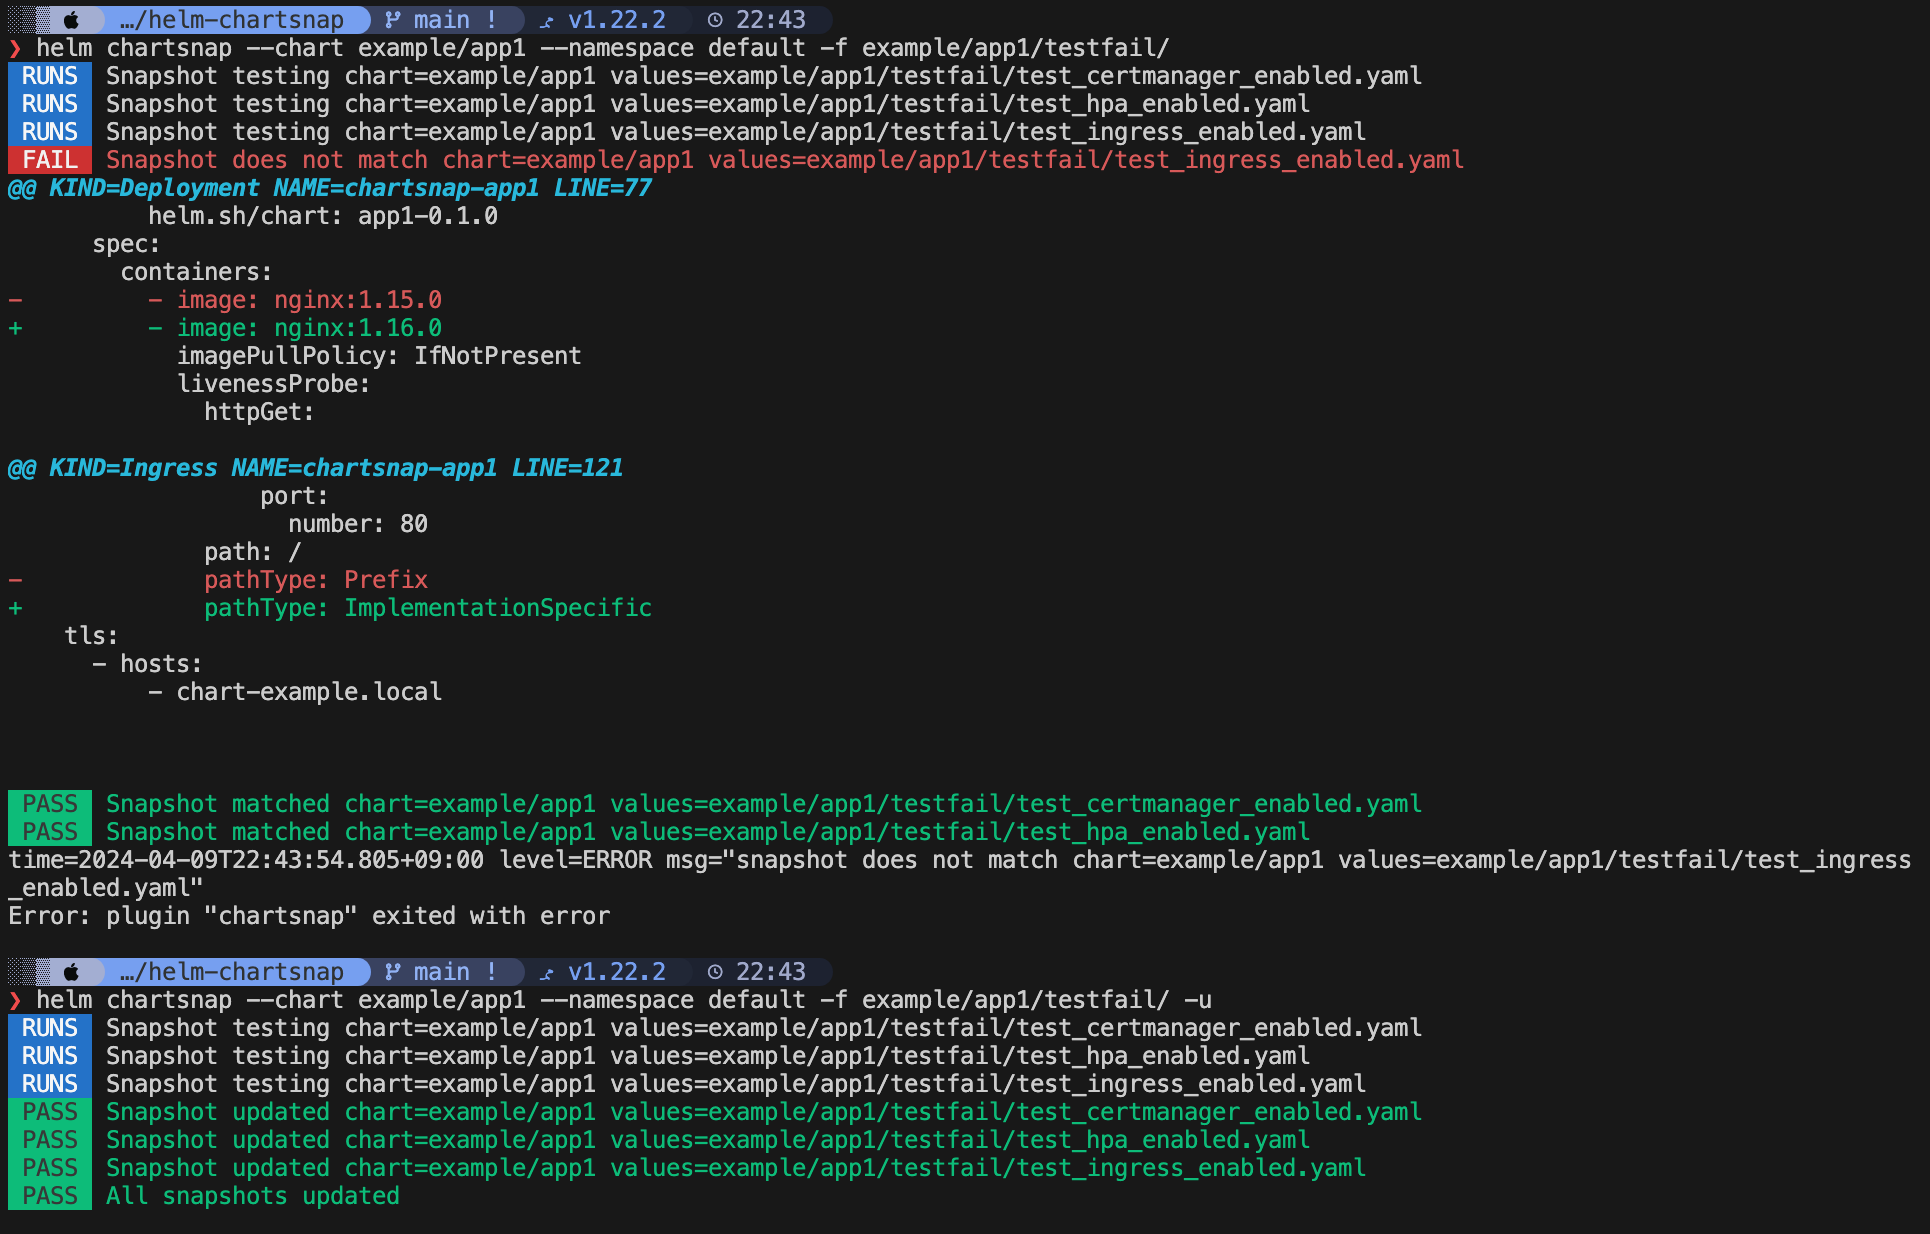 …/helm-chartsnap main ! v1.22.2 22:43
❯ helm chartsnap --chart example/app1 --namespace default -f example/app1/testfail/
RUNS Snapshot testing chart=example/app1 values=example/app1/testfail/test_certmanager_enabled.yaml
RUNS Snapshot testing chart=example/app1 values=example/app1/testfail/test_hpa_enabled.yaml
RUNS Snapshot testing chart=example/app1 values=example/app1/testfail/test_ingress_enabled.yaml
FAIL Snapshot does not match chart=example/app1 values=example/app1/testfail/test_ingress_enabled.yaml
@@ KIND=Deployment NAME=chartsnap-app1 LINE=77
          helm.sh/chart: app1-0.1.0
      spec:
        containers:
-         - image: nginx:1.15.0
+         - image: nginx:1.16.0
            imagePullPolicy: IfNotPresent
            livenessProbe:
              httpGet:
@@ KIND=Ingress NAME=chartsnap-app1 LINE=121
                  port:
                    number: 80
              path: /
-             pathType: Prefix
+             pathType: ImplementationSpecific
    tls:
      - hosts:
          - chart-example.local
PASS Snapshot matched chart=example/app1 values=example/app1/testfail/test_certmanager_enabled.yaml
PASS Snapshot matched chart=example/app1 values=example/app1/testfail/test_hpa_enabled.yaml
time=2024-04-09T22:43:54.805+09:00 level=ERROR msg="snapshot does not match chart=example/app1 values=example/app1/testfail/test_ingress
_enabled.yaml"
Error: plugin "chartsnap" exited with error
…/helm-chartsnap main ! v1.22.2 22:43
❯ helm chartsnap --chart example/app1 --namespace default -f example/app1/testfail/ -u
RUNS Snapshot testing chart=example/app1 values=example/app1/testfail/test_certmanager_enabled.yaml
RUNS Snapshot testing chart=example/app1 values=example/app1/testfail/test_hpa_enabled.yaml
RUNS Snapshot testing chart=example/app1 values=example/app1/testfail/test_ingress_enabled.yaml
PASS Snapshot updated chart=example/app1 values=example/app1/testfail/test_certmanager_enabled.yaml
PASS Snapshot updated chart=example/app1 values=example/app1/testfail/test_hpa_enabled.yaml
PASS Snapshot updated chart=example/app1 values=example/app1/testfail/test_ingress_enabled.yaml
PASS All snapshots updated